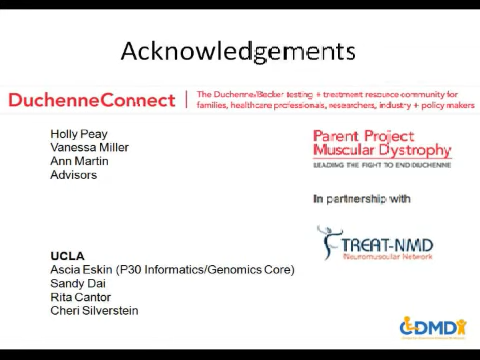 Acknowledgements
DuchenneConnect
The Duchenne/Becker testing + treatment resource community for
families, healthcare professionals, researchers, industry + policy makers
Holly Peay
Vanessa Miller
Ann Martin
Advisors
Parent Project
Muscular Dystrophy
LEADING THE FIGHT TO END DUCHENNE
In partnership with
TREAT-NMD
Neuromuscular Network
UCLA
Ascia Eskin (P30 Informatics/Genomics Core)
Sandy Dai
Rita Cantor
Cheri Silverstein
CDMD